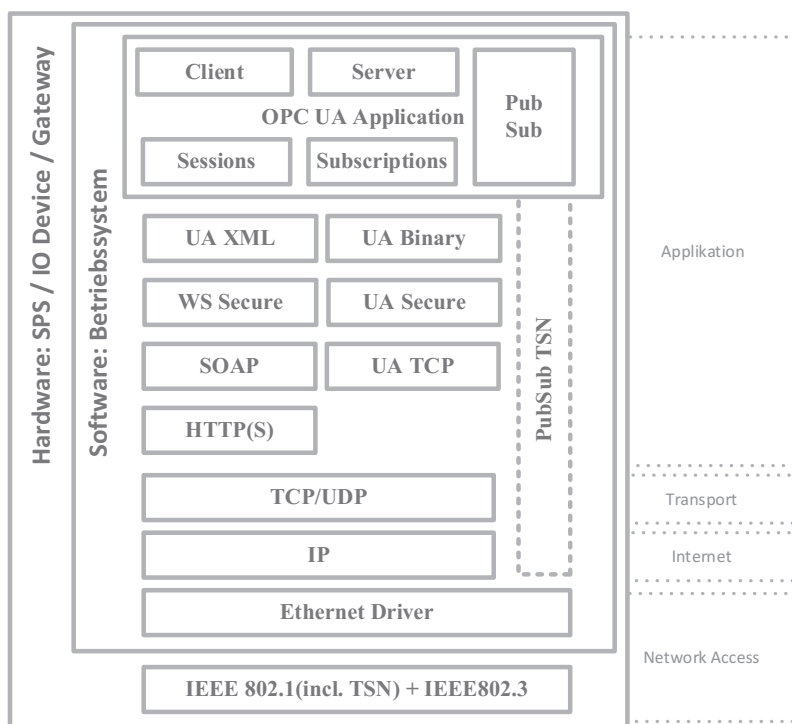 Hardware: SPS / IO Device / Gateway
Software: Betriebssystem
Client
Server
Pub
Sub
OPC UA Application
Sessions
Subscriptions
UA XML
UA Binary
WS Secure
UA Secure
SOAP
UA TCP
HTTP(S)
PubSub TSN
TCP/UDP
IP
Ethernet Driver
IEEE 802.1(incl. TSN) + IEEE802.3
Applikation
Transport
Internet
Network Access